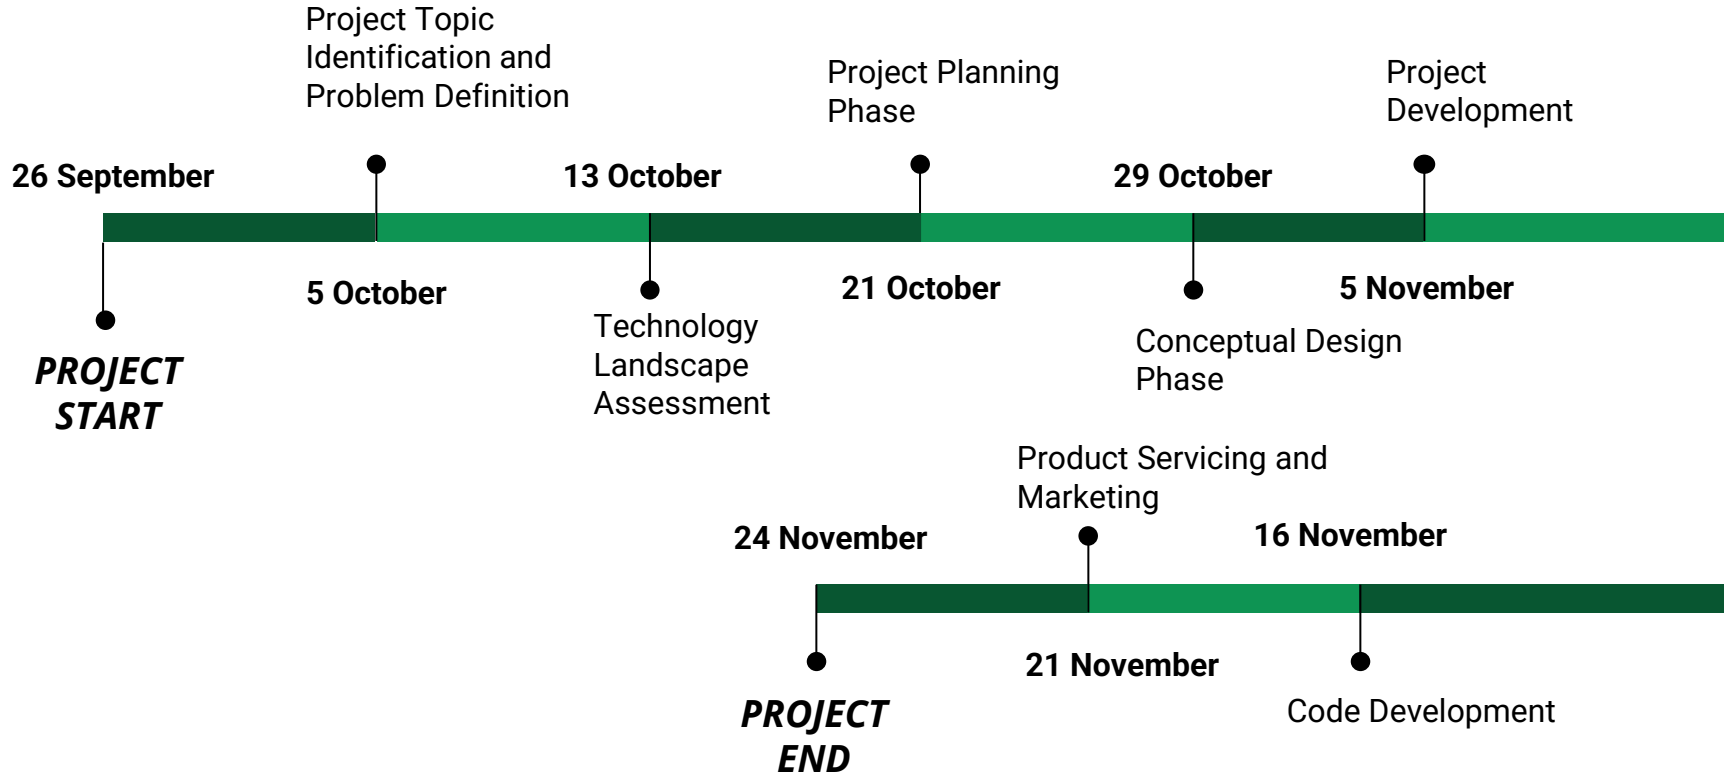 Project Topic
Identification and
Problem Definition
Project Planning
Phase
Project
Development
26 September
13 October
29 October
5 October
21 October
5 November
PROJECT
START
Technology
Landscape
Assessment
Conceptual Design
Phase
Product Servicing and
Marketing
24 November
16 November
21 November
PROJECT
END
Code Development